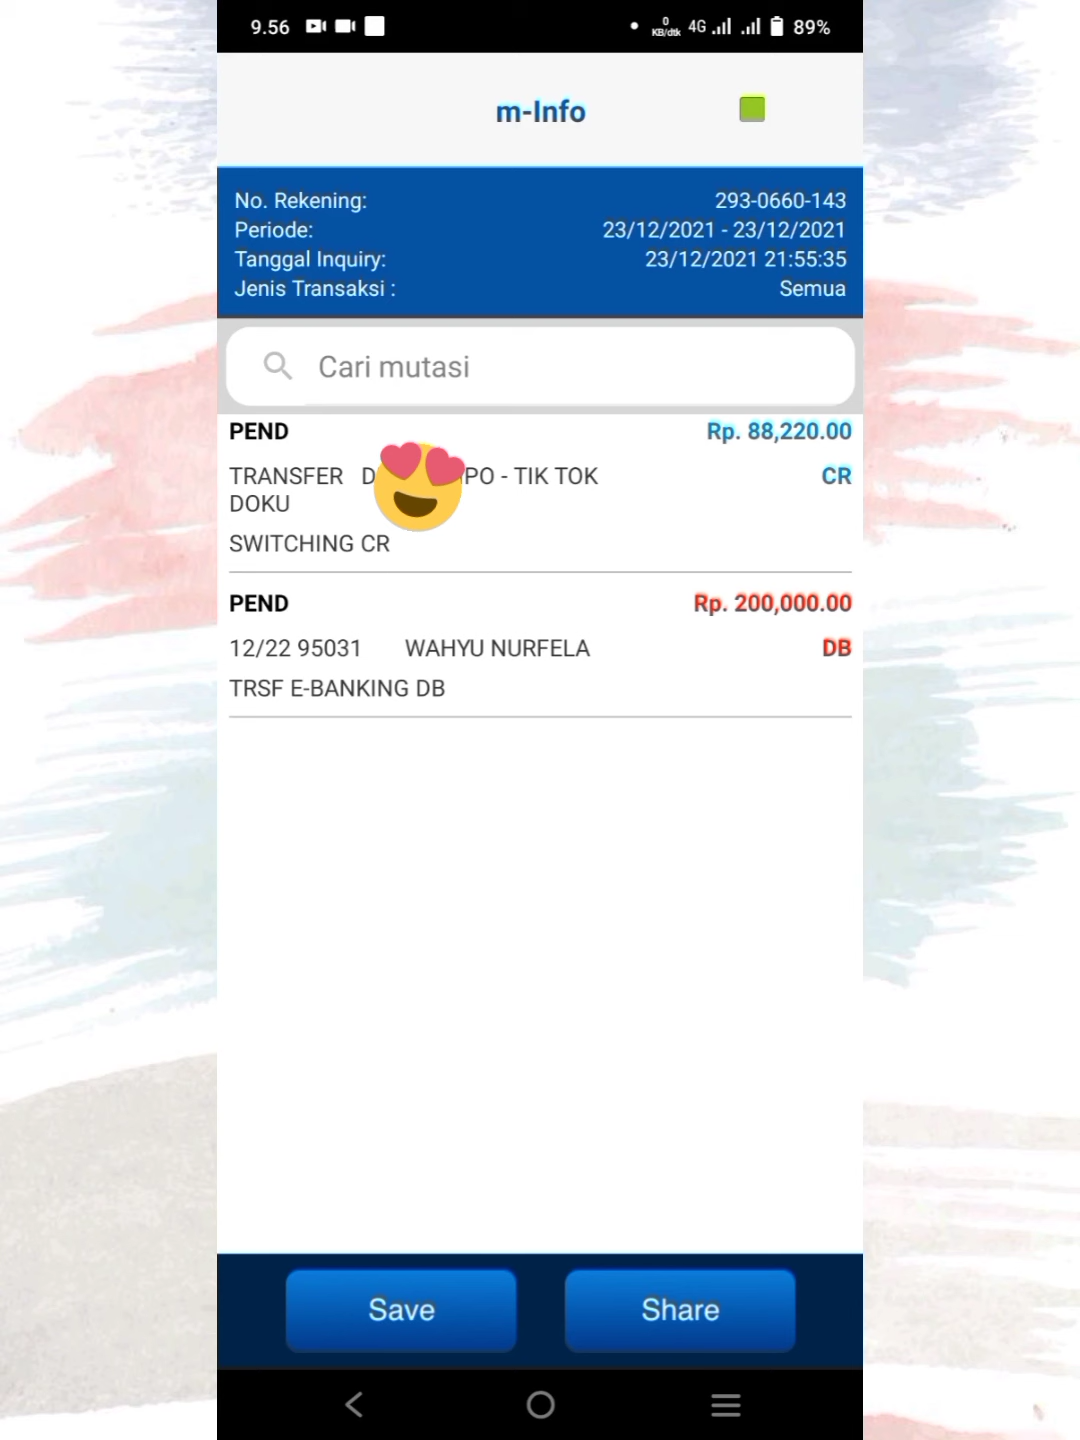 9.56 0 KB/dtk 4G 89%
m-Info
No. Rekening: 293-0660-143
Periode: 23/12/2021 - 23/12/2021
Tanggal Inquiry: 23/12/2021 21:55:35
Jenis Transaksi : Semua
Cari mutasi
PEND Rp. 88,220.00
TRANSFER - TIK TOK CR
DOKU
SWITCHING CR
PEND Rp. 200,000.00
12/22 95031 WAHYU NURFELA DB
TRSF E-BANKING DB
Save Share